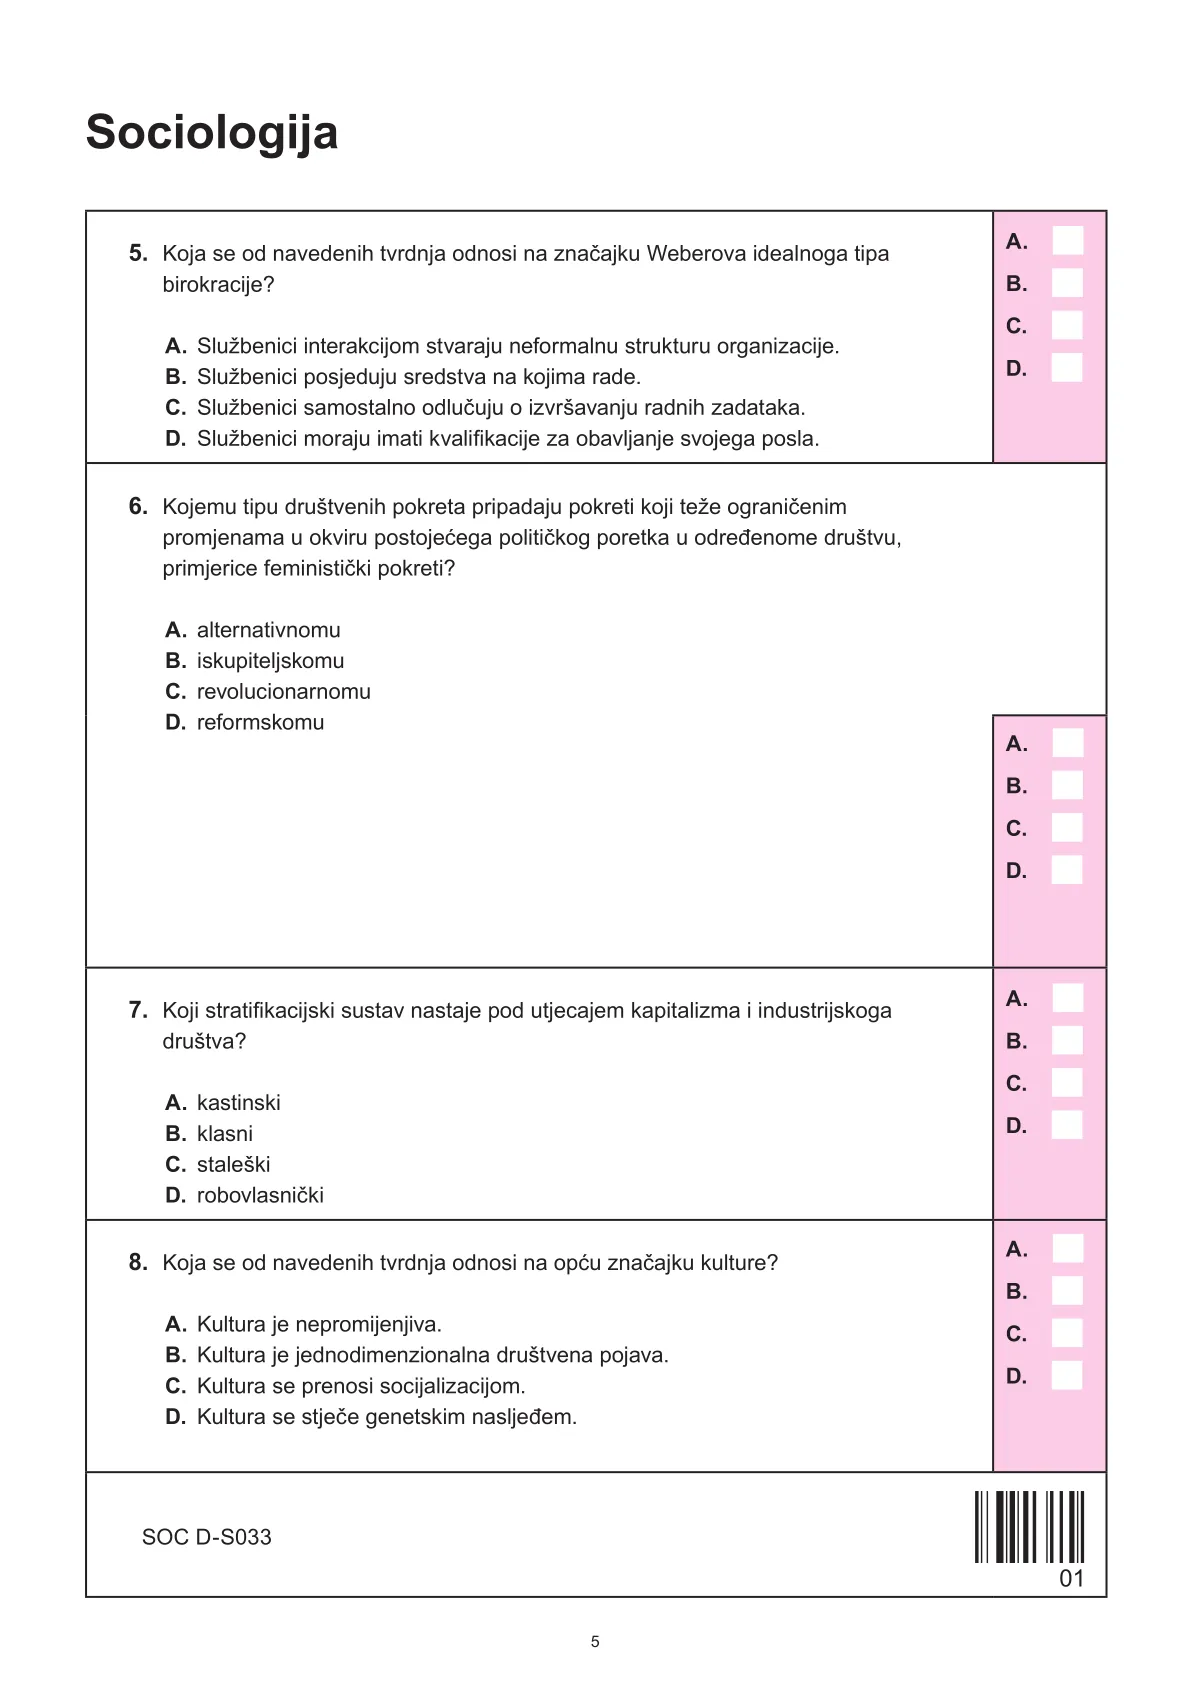 Sociologija
5. Koja se od navedenih tvrdnja odnosi na značajku Weberova idealnoga tipa
birokracije?
A. Službenici interakcijom stvaraju neformalnu strukturu organizacije.
B. Službenici posjeduju sredstva na kojima rade.
C. Službenici samostalno odlučuju o izvršavanju radnih zadataka.
D. Službenici moraju imati kvalifikacije za obavljanje svojega posla.
A.
B.
C.
D.
6. Kojemu tipu društvenih pokreta pripadaju pokreti koji teže ograničenim
promjenama u okviru postojećega političkog poretka u određenome društvu,
primjerice feministički pokreti?
A. alternativnomu
B. iskupiteljskomu
C. revolucionarnomu
D. reformskomu
A.
B.
C.
D.
7. Koji stratifikacijski sustav nastaje pod utjecajem kapitalizma i industrijskoga
društva?
A. kastinski
B. klasni
C. staleški
D. robovlasnički
A.
B.
C.
D.
8. Koja se od navedenih tvrdnja odnosi na opću značajku kulture?
A. Kultura je nepromijenjiva.
B. Kultura je jednodimenzionalna društvena pojava.
C. Kultura se prenosi socijalizacijom.
D. Kultura se stječe genetskim nasljeđem.
A.
B.
C.
D.
SOC D-S033
01
5